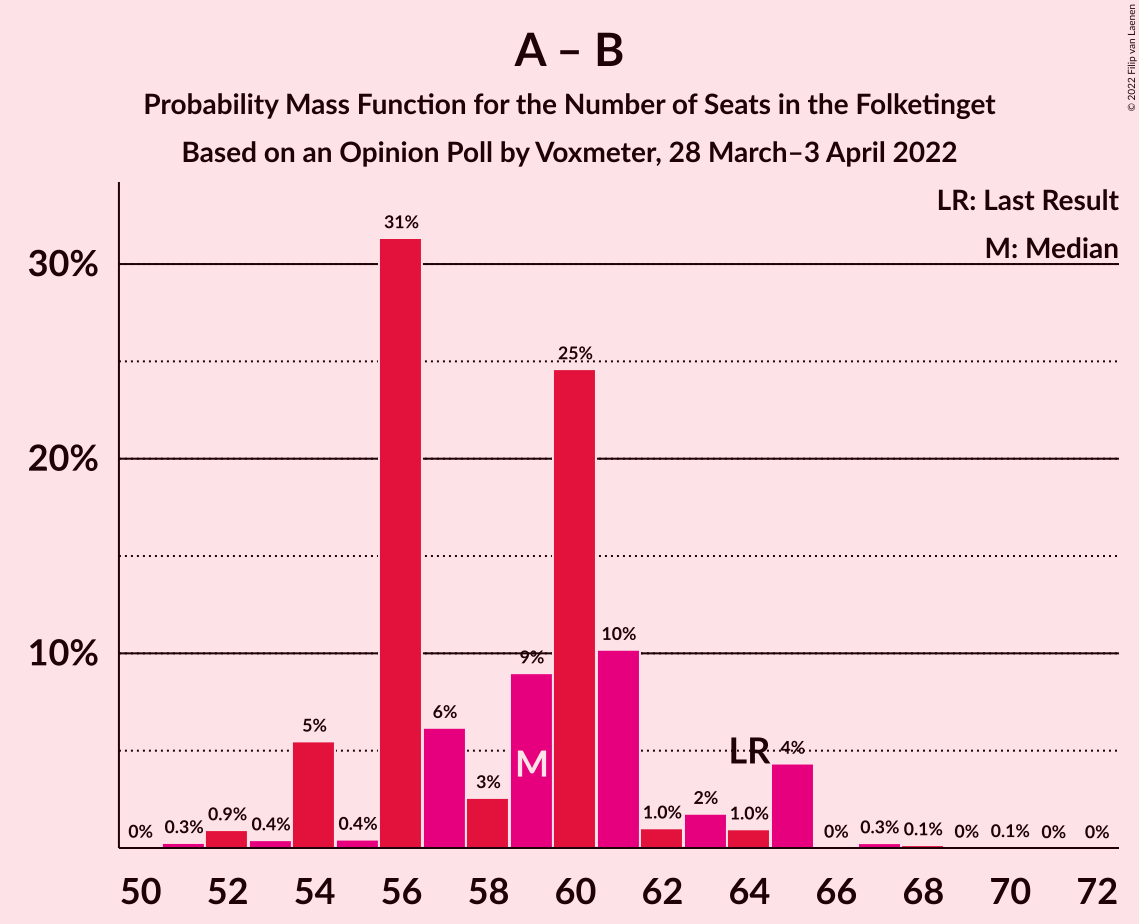 A – B
Probability Mass Function for the Number of Seats in the Folketinget
Based on an Opinion Poll by Voxmeter, 28 March–3 April 2022
© 2022 Filip van Laenen
LR: Last Result
M: Median
30%
20%
10%
0%
0.3%
0.9%
0.4%
5%
0.4%
31%
6%
3%
9%
25%
10%
1.0%
2%
1.0%
4%
0%
0.3%
0.1%
0%
0.1%
0%
0%
M
LR
50 52 54 56 58 60 62 64 66 68 70 72